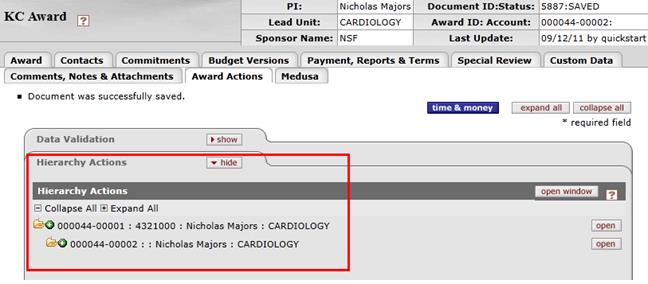 KC Award ?
PI: Nicholas Majors Document ID:Status: 5887:SAVED
Lead Unit: CARDIOLOGY Award ID: Account: 000044-00002:
Sponsor Name: NSF Last Update: 09/12/11 by quickstart
Award Contacts Commitments Budget Versions Payment, Reports & Terms Special Review Custom Data
Comments, Notes & Attachments Award Actions Medusa
Document was successfully saved.
time & money expand all collapse all
* required field
Data Validation show
Hierarchy Actions hide
Hierarchy Actions open window ?
Collapse All Expand All
000044-00001 : 4321000 : Nicholas Majors : CARDIOLOGY open
000044-00002 : : Nicholas Majors : CARDIOLOGY open